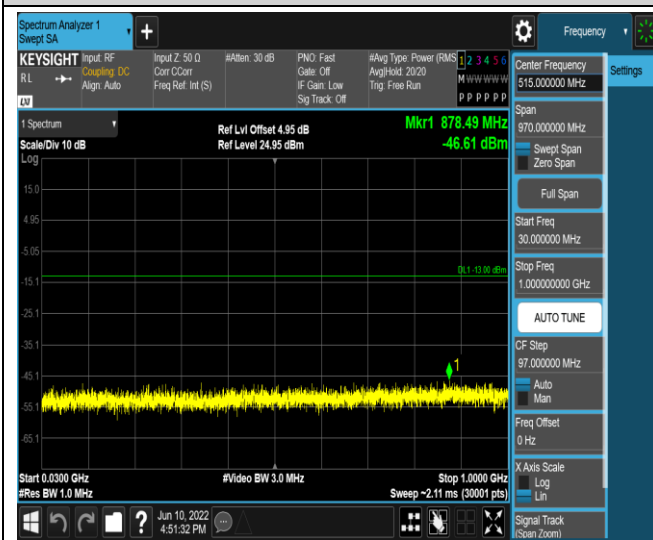 Spectrum Analyzer 1
Swept SA
+
Frequency
KEYSIGHT
RL
LXI
Input: RF
Coupling: DC
Align: Auto
Input Z: 50 Ω
Corr CCorr
Freq Ref: Int (S)
#Atten: 30 dB
PNO: Fast
Gate: Off
IF Gain: Low
Sig Track: Off
#Avg Type: Power (RMS
Avg|Hold: 20/20
Trig: Free Run
1 2 3 4 5 6
M W W W W W
P P P P P P
1 Spectrum
Scale/Div 10 dB
Log
Ref Lvl Offset 4.95 dB
Ref Level 24.95 dBm
Mkr1 878.49 MHz
-46.61 dBm
15.0
4.95
-5.05
-15.1
-25.1
-35.1
-45.1
-55.1
-65.1
DL1 -13.00 dBm
1
Start 0.0300 GHz
#Res BW 1.0 MHz
#Video BW 3.0 MHz
Stop 1.0000 GHz
Sweep ~2.11 ms (30001 pts)
?
Jun 10, 2022
4:51:32 PM
Center Frequency
515.000000 MHz
Settings
Span
970.000000 MHz
Swept Span
Zero Span
Full Span
Start Freq
30.000000 MHz
Stop Freq
1.000000000 GHz
AUTO TUNE
CF Step
97.000000 MHz
Auto
Man
Freq Offset
0 Hz
X Axis Scale
Log
Lin
Signal Track
(Span Zoom)